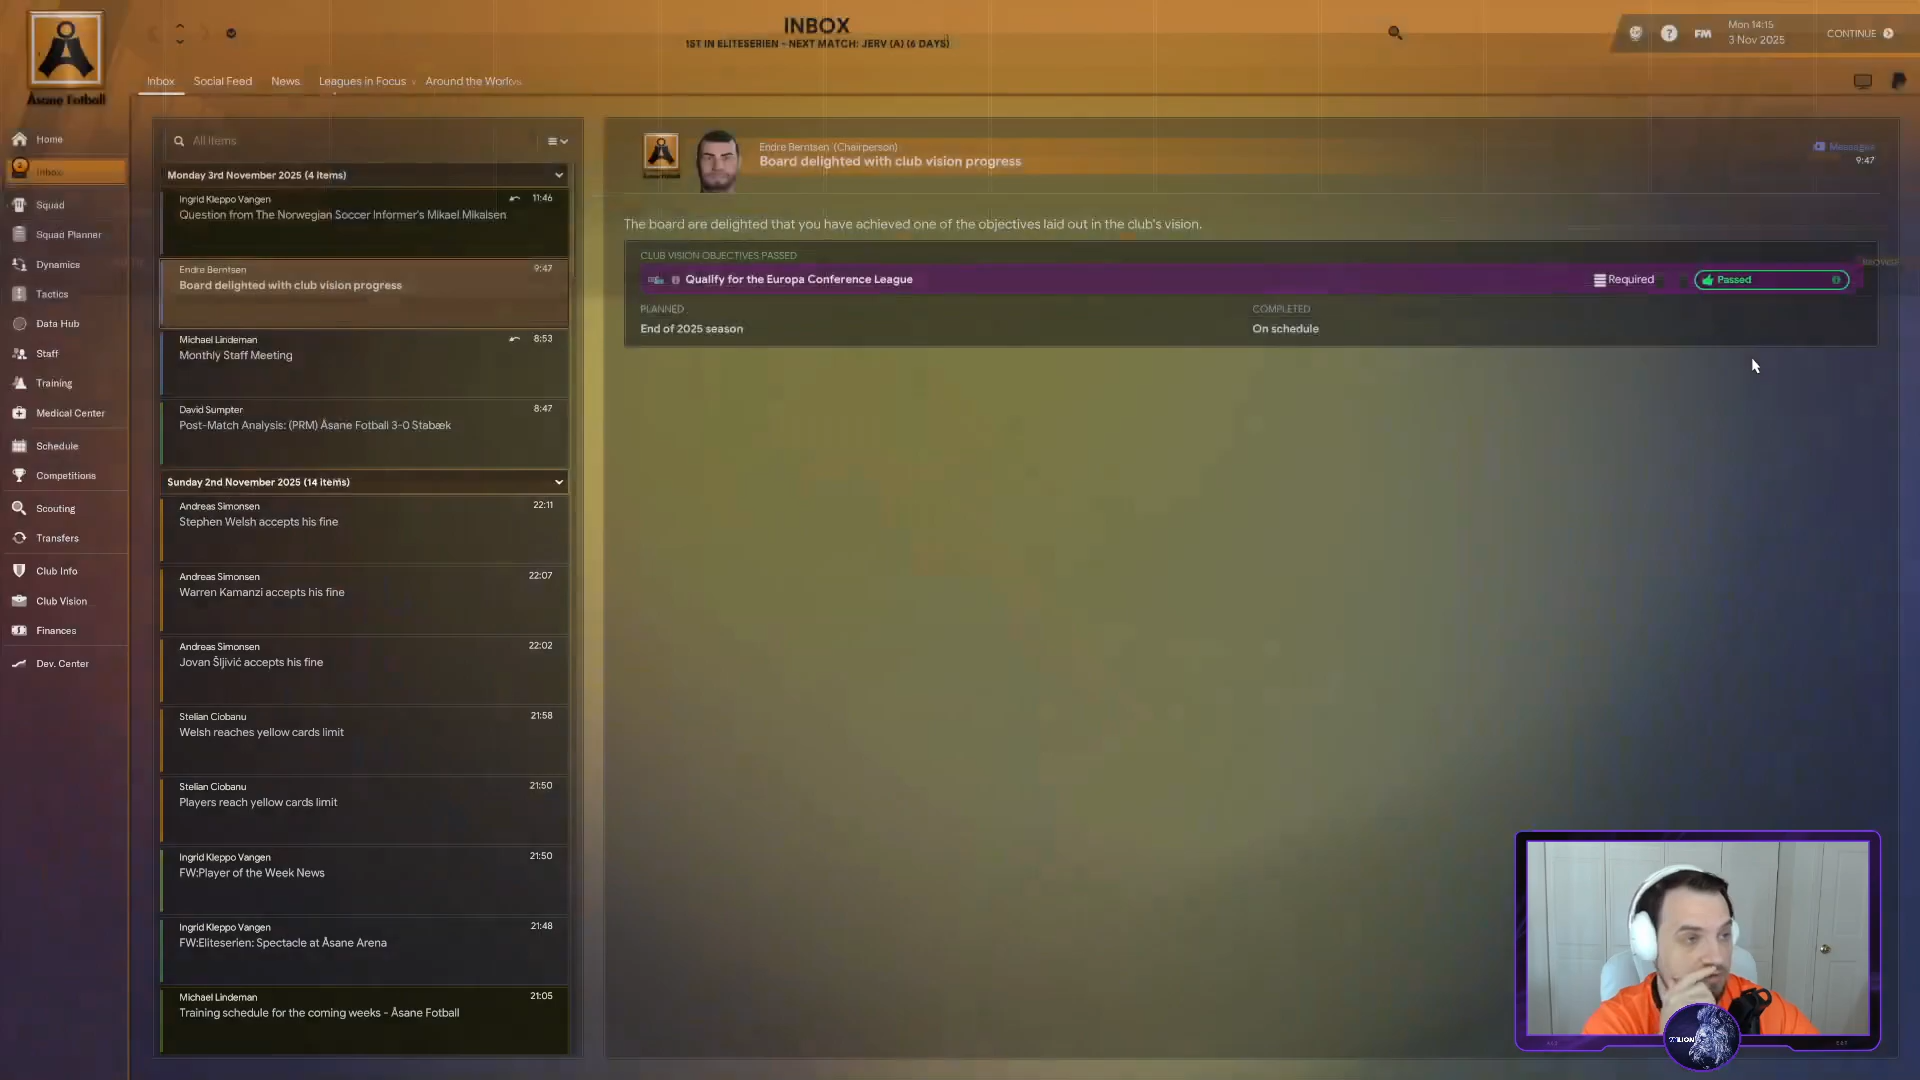 INBOX
1ST IN ELITESERIEN - NEXT MATCH: JERV (A) (6 DAYS)
FM
Mon 14:15
3 Nov 2025
CONTINUE
Åsane Fotball
Inbox
Social Feed
News
Leagues in Focus
Around the World
Home
Inbox
Squad
Squad Planner
Dynamics
Tactics
Data Hub
Staff
Training
Medical Center
Schedule
Competitions
Scouting
Transfers
Club Info
Club Vision
Finances
Dev. Center
All Items
Monday 3rd November 2025 (4 items)
Ingrid Kleppo Vangen 11:46
Question from The Norwegian Soccer Informer's Mikael Mikalsen
Endre Berntsen 9:47
Board delighted with club vision progress
Michael Lindeman 8:53
Monthly Staff Meeting
David Sumpter 8:47
Post-Match Analysis: (PRM) Åsane Fotball 3-0 Stabæk
Sunday 2nd November 2025 (14 items)
Andreas Simonsen 22:11
Stephen Welsh accepts his fine
Andreas Simonsen 22:07
Warren Kamanzi accepts his fine
Andreas Simonsen 22:02
Jovan Šljivić accepts his fine
Stelian Ciobanu 21:58
Welsh reaches yellow cards limit
Stelian Ciobanu 21:50
Players reach yellow cards limit
Ingrid Kleppo Vangen 21:50
FW:Player of the Week News
Ingrid Kleppo Vangen 21:48
FW:Eliteserien: Spectacle at Åsane Arena
Michael Lindeman 21:05
Training schedule for the coming weeks - Åsane Fotball
Endre Berntsen (Chairperson)
Board delighted with club vision progress
Messages
9:47
The board are delighted that you have achieved one of the objectives laid out in the club's vision.
CLUB VISION OBJECTIVES PASSED
BROWSE
Qualify for the Europa Conference League
Required
Passed
PLANNED
COMPLETED
End of 2025 season
On schedule